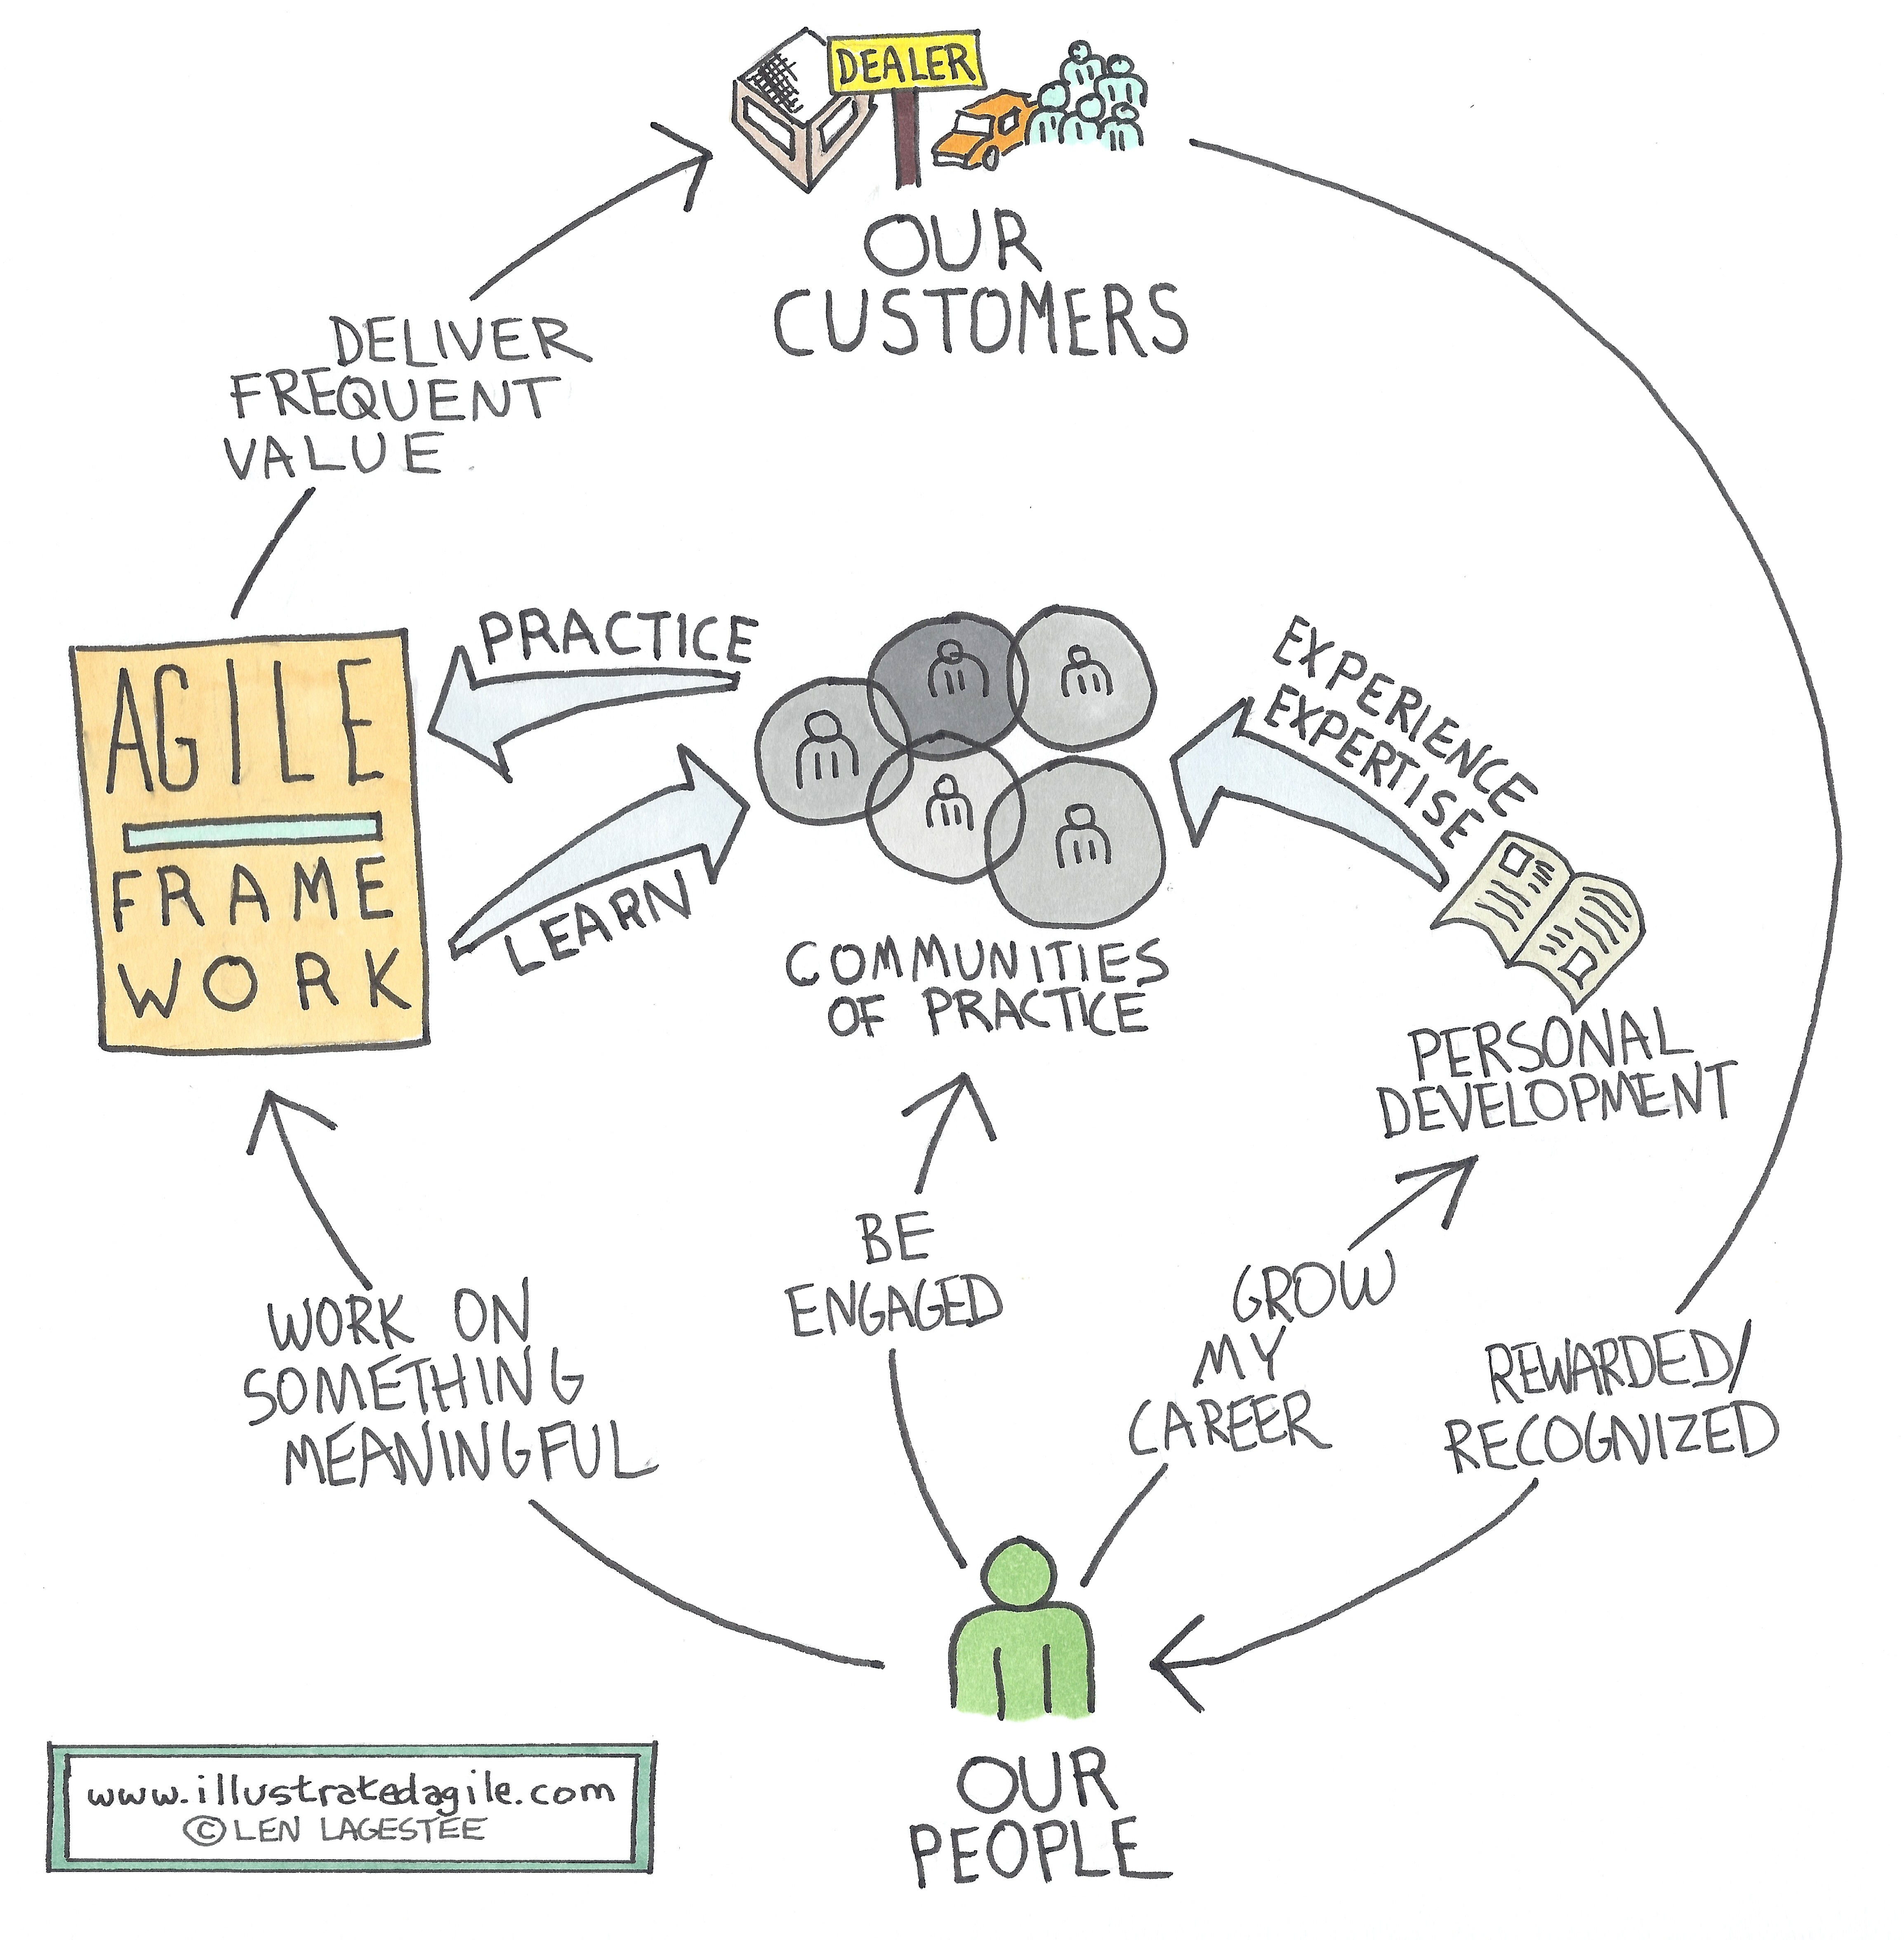 DEALER
OUR
CUSTOMERS
DELIVER
FREQUENT
VALUE
PRACTICE
AGILE
FRAME
WORK
LEARN
COMMUNITIES
OF PRACTICE
EXPERIENCE
EXPERTISE
PERSONAL
DEVELOPMENT
WORK ON
SOMETHING
MEANINGFUL
BE
ENGAGED
GROW
MY
CAREER
REWARDED/
RECOGNIZED
OUR
PEOPLE
www.illustratedagile.com
© LEN LAGESTEE